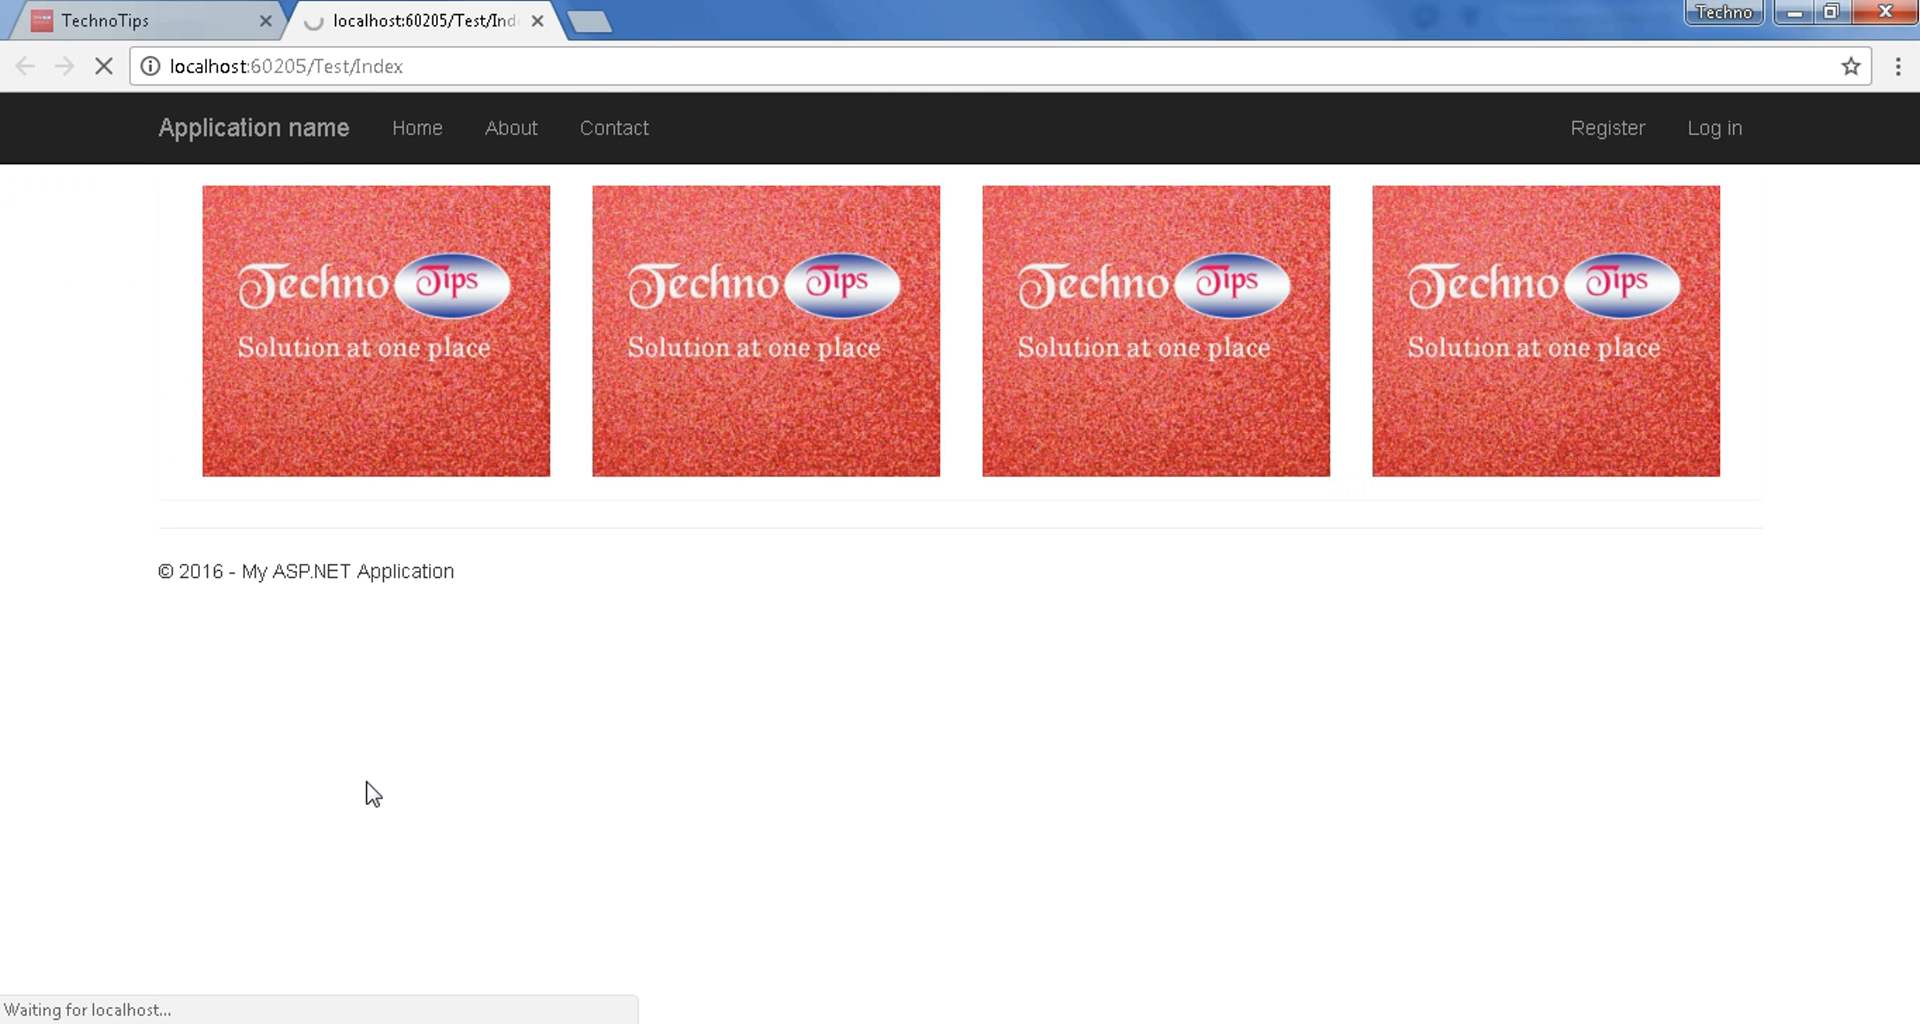 TechnoTips
localhost:60205/Test/Ind
Techno
localhost:60205/Test/Index
Application name Home About Contact Register Log in
Techno Tips
Solution at one place
Techno Tips
Solution at one place
Techno Tips
Solution at one place
Techno Tips
Solution at one place
© 2016 - My ASP.NET Application
Waiting for localhost...